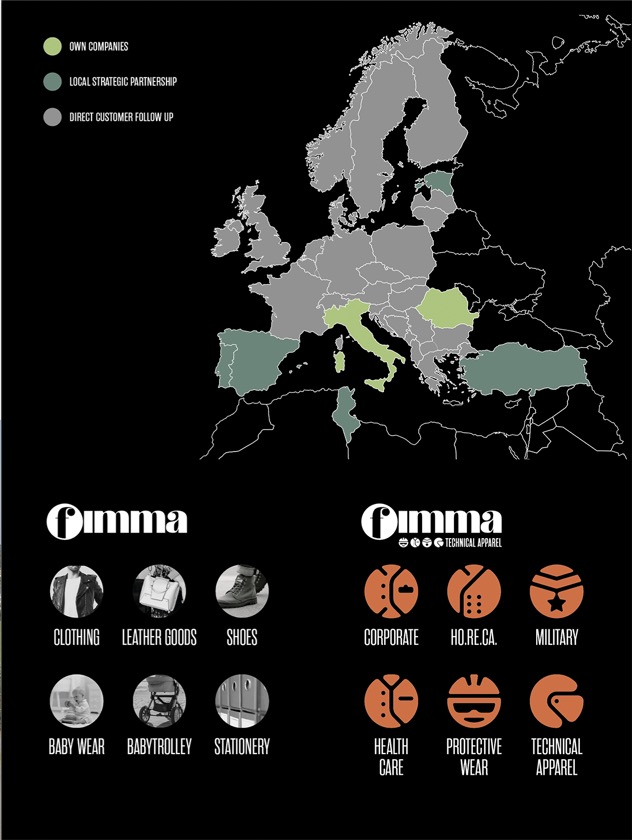 OWN COMPANIES
LOCAL STRATEGIC PARTNERSHIP
DIRECT CUSTOMER FOLLOW UP
fimma
CLOTHING
LEATHER GOODS
SHOES
BABY WEAR
BABYTROLLEY
STATIONERY
fimma
TECHNICAL APPAREL
CORPORATE
HO.RE.CA.
MILITARY
HEALTH
CARE
PROTECTIVE
WEAR
TECHNICAL
APPAREL